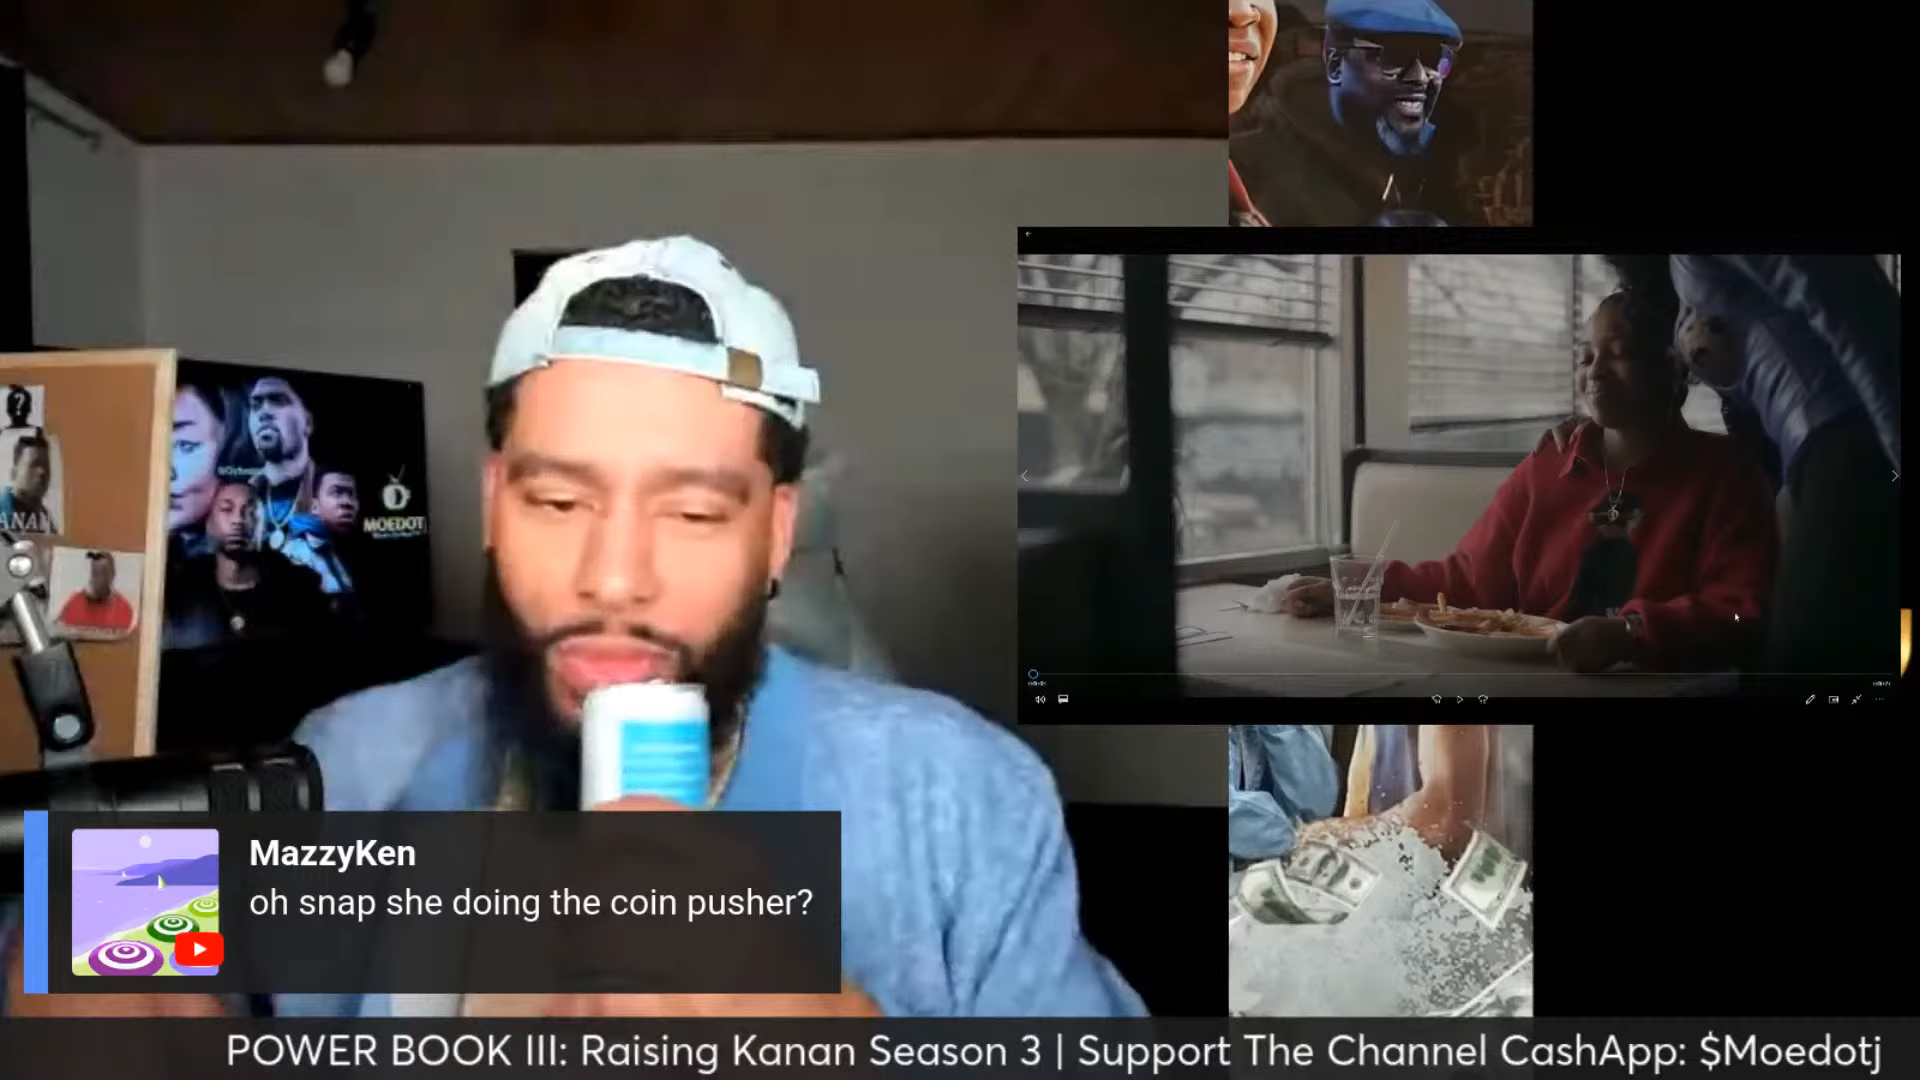 ?
ANAN
MOEDOT
MazzyKen
oh snap she doing the coin pusher?
POWER BOOK III: Raising Kanan Season 3 | Support The Channel CashApp: $Moedotj